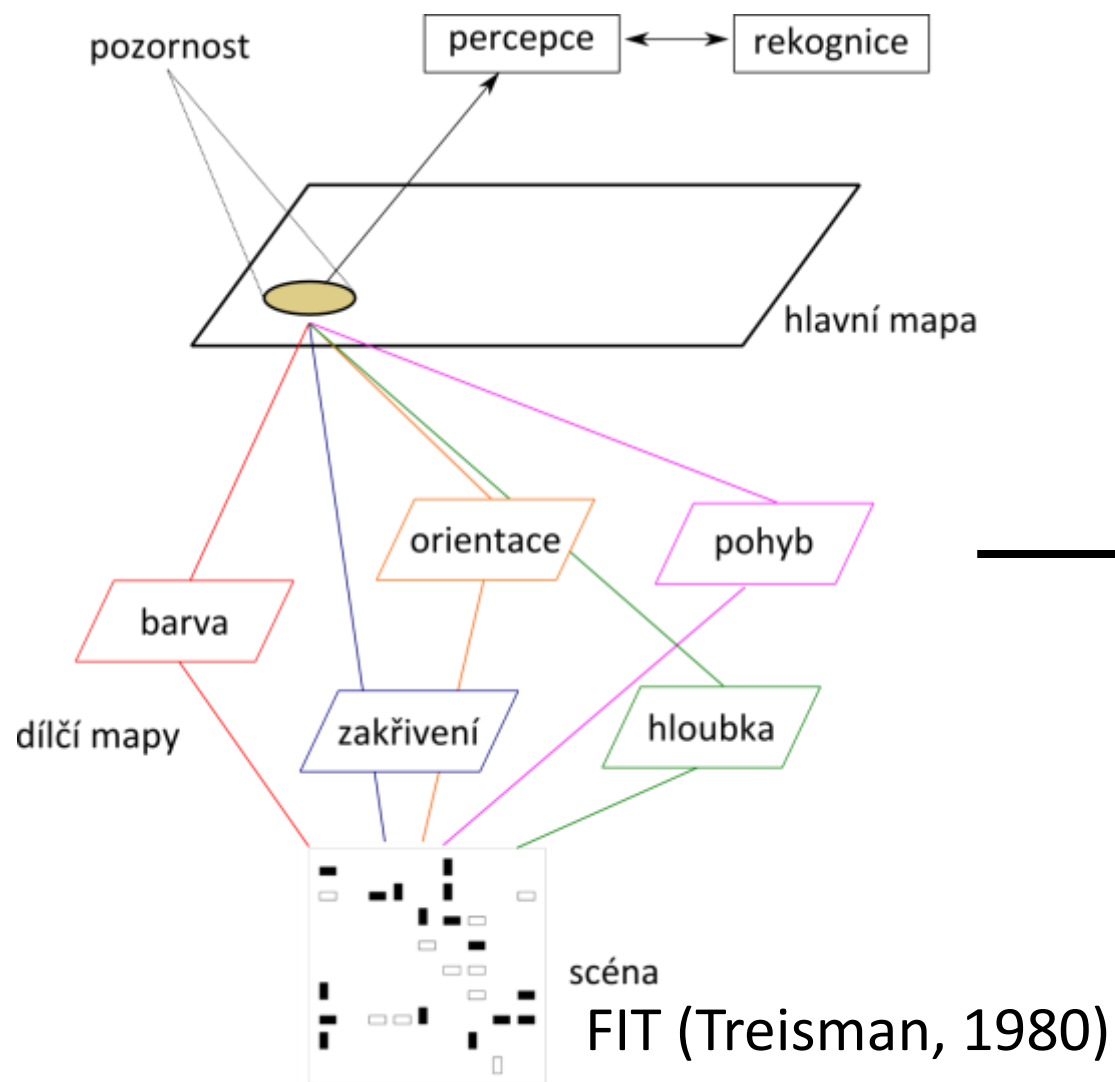 pozornost
percepce
rekognice
hlavní mapa
orientace
pohyb
barva
zakřivení
hloubka
dílčí mapy
scéna
FIT (Treisman, 1980)